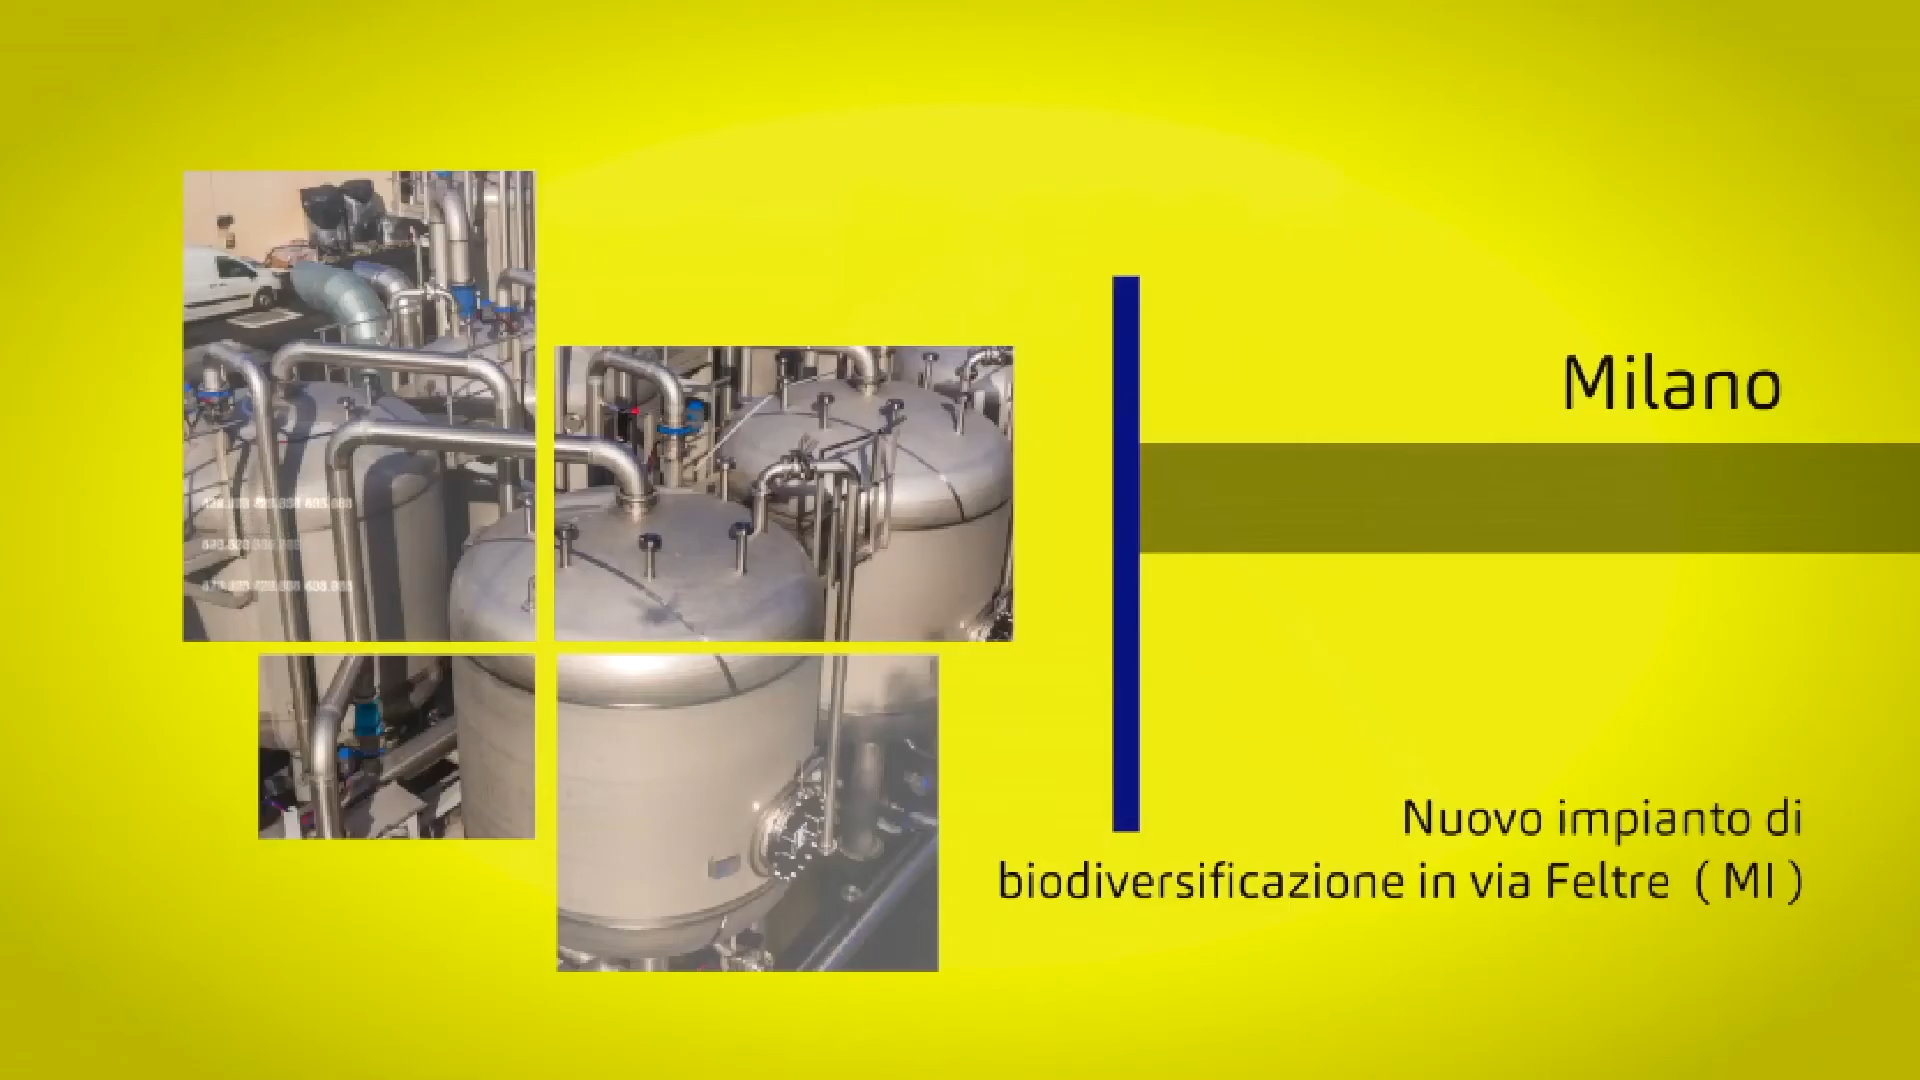 Milano
Nuovo impianto di
biodiversificazione in via Feltre ( MI )